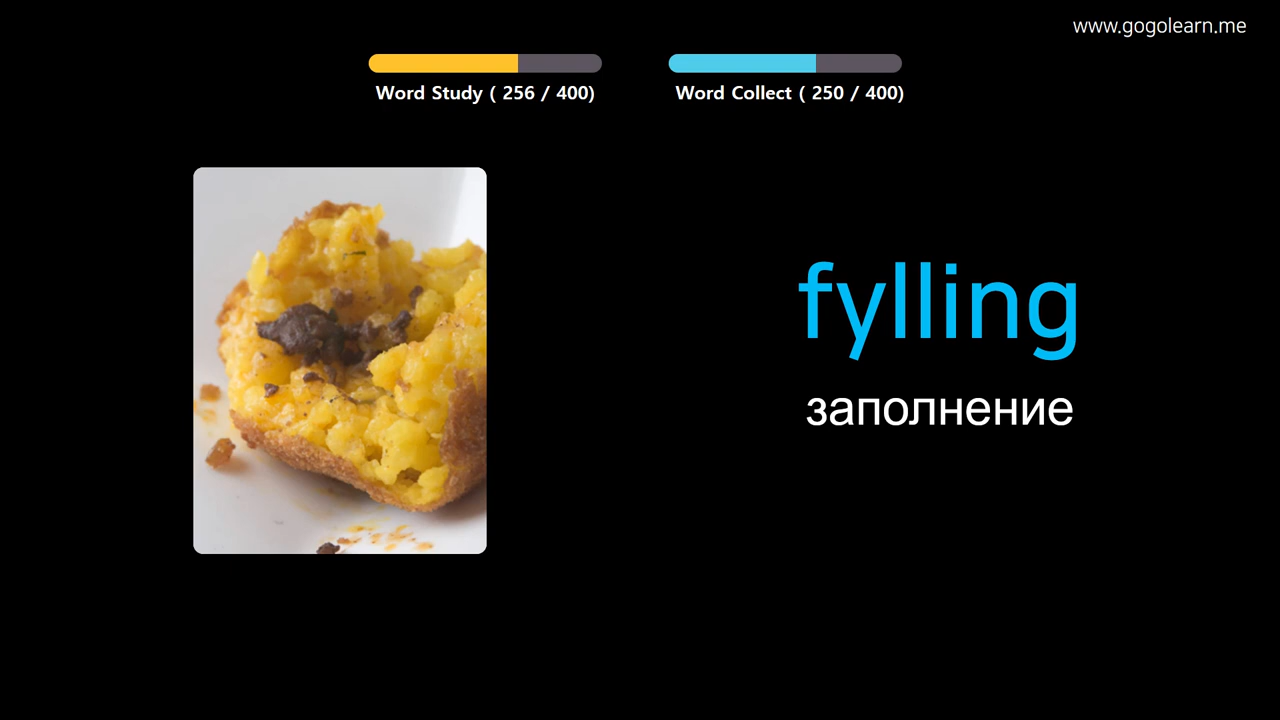 www.gogolearn.me
Word Study ( 256 / 400)
Word Collect ( 250 / 400)
fylling
заполнение